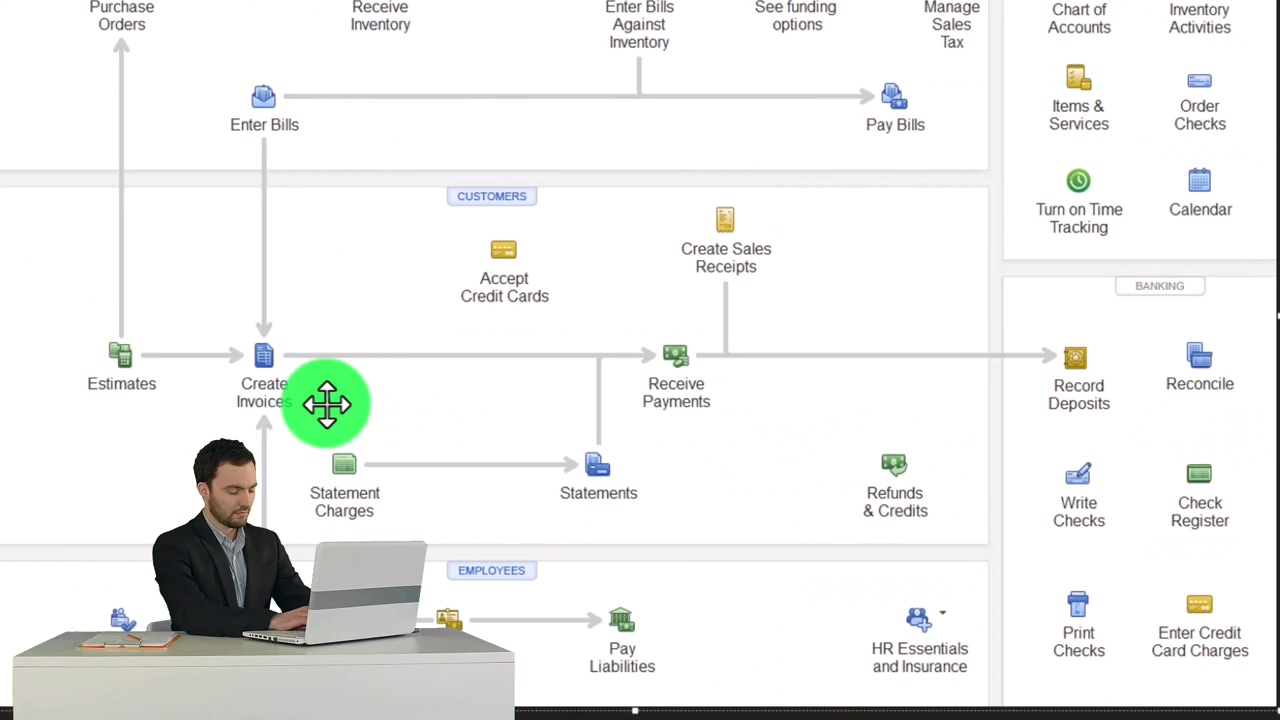 Purchase
Orders
Receive
Inventory
Enter Bills
Against
Inventory
See funding
options
Manage
Sales
Tax
Chart of
Accounts
Inventory
Activities
Enter Bills
Pay Bills
Items &
Services
Order
Checks
Turn on Time
Tracking
Calendar
CUSTOMERS
Accept
Credit Cards
Create Sales
Receipts
Estimates
Create
Invoices
Receive
Payments
Statement
Charges
Statements
Refunds
& Credits
BANKING
Record
Deposits
Reconcile
Write
Checks
Check
Register
Print
Checks
Enter Credit
Card Charges
EMPLOYEES
Pay
Liabilities
HR Essentials
and Insurance